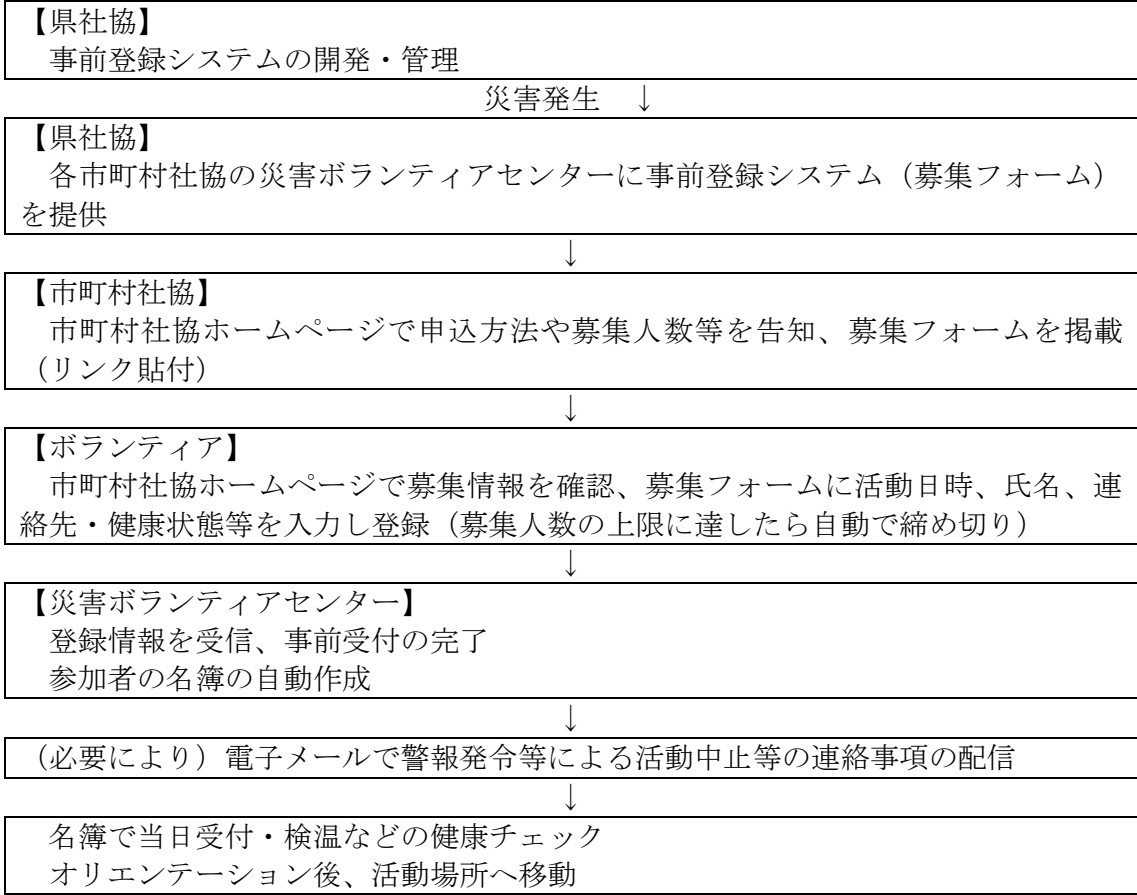 【県社協】
事前登録システムの開発・管理
災害発生　↓
【県社協】
各市町村社協の災害ボランティアセンターに事前登録システム（募集フォーム）
を提供
↓
【市町村社協】
市町村社協ホームページで申込方法や募集人数等を告知、募集フォームを掲載
（リンク貼付）
↓
【ボランティア】
市町村社協ホームページで募集情報を確認、募集フォームに活動日時、氏名、連
絡先・健康状態等を入力し登録（募集人数の上限に達したら自動で締め切り）
↓
【災害ボランティアセンター】
登録情報を受信、事前受付の完了
参加者の名簿の自動作成
↓
（必要により）電子メールで警報発令等による活動中止等の連絡事項の配信
↓
名簿で当日受付・検温などの健康チェック
オリエンテーション後、活動場所へ移動